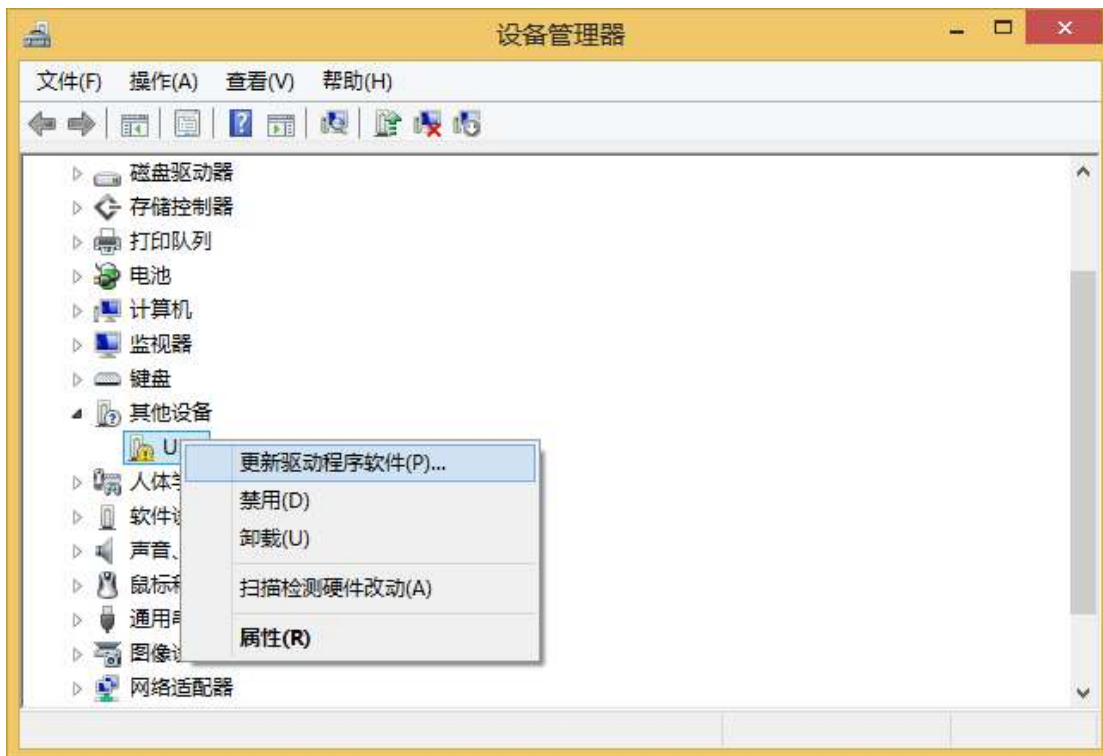 设备管理器
文件(F) 操作(A) 查看(V) 帮助(H)
磁盘驱动器
存储控制器
打印队列
电池
计算机
监视器
键盘
其他设备
U
更新驱动程序软件(P)...
人体
禁用(D)
软件
卸载(U)
声音、
鼠标
扫描检测硬件改动(A)
通用
属性(R)
图像
网络适配器